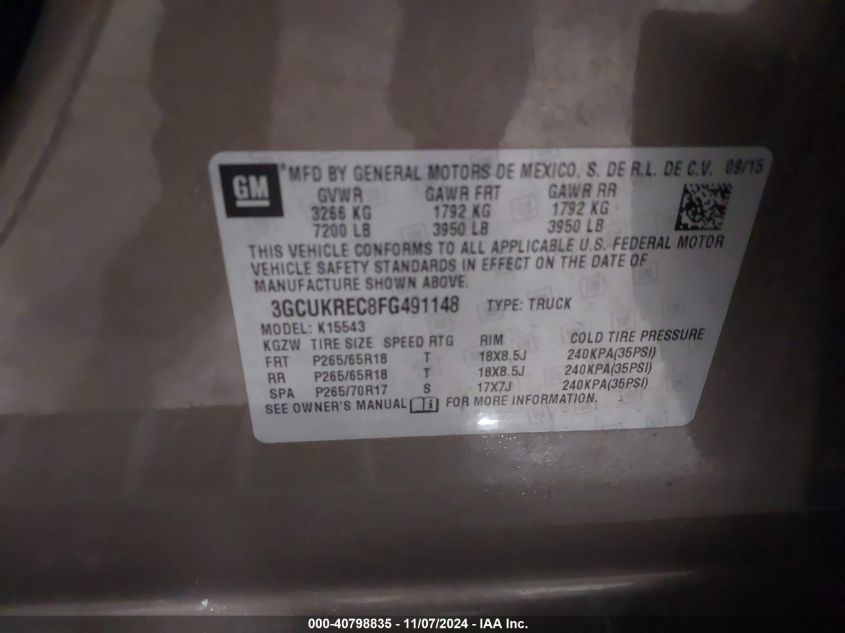 GM
MFD BY GENERAL MOTORS DE MEXICO, S. DE R.L. DE C.V. 09/15
GVWR GAWR FRT GAWR RR
3266 KG 1792 KG 1792 KG
7200 LB 3950 LB 3950 LB
THIS VEHICLE CONFORMS TO ALL APPLICABLE U.S. FEDERAL MOTOR
VEHICLE SAFETY STANDARDS IN EFFECT ON THE DATE OF
MANUFACTURE SHOWN ABOVE.
3GCUKREC8FG491148 TYPE: TRUCK
MODEL: K15543
KGZW TIRE SIZE SPEED RTG RIM COLD TIRE PRESSURE
FRT P265/65R18 T 18X8.5J 240KPA(35PSI)
RR P265/65R18 T 18X8.5J 240KPA(35PSI)
SPA P265/70R17 S 17X7J 240KPA(35PSI)
SEE OWNER'S MANUAL FOR MORE INFORMATION.
000-40798835 - 11/07/2024 - IAA Inc.